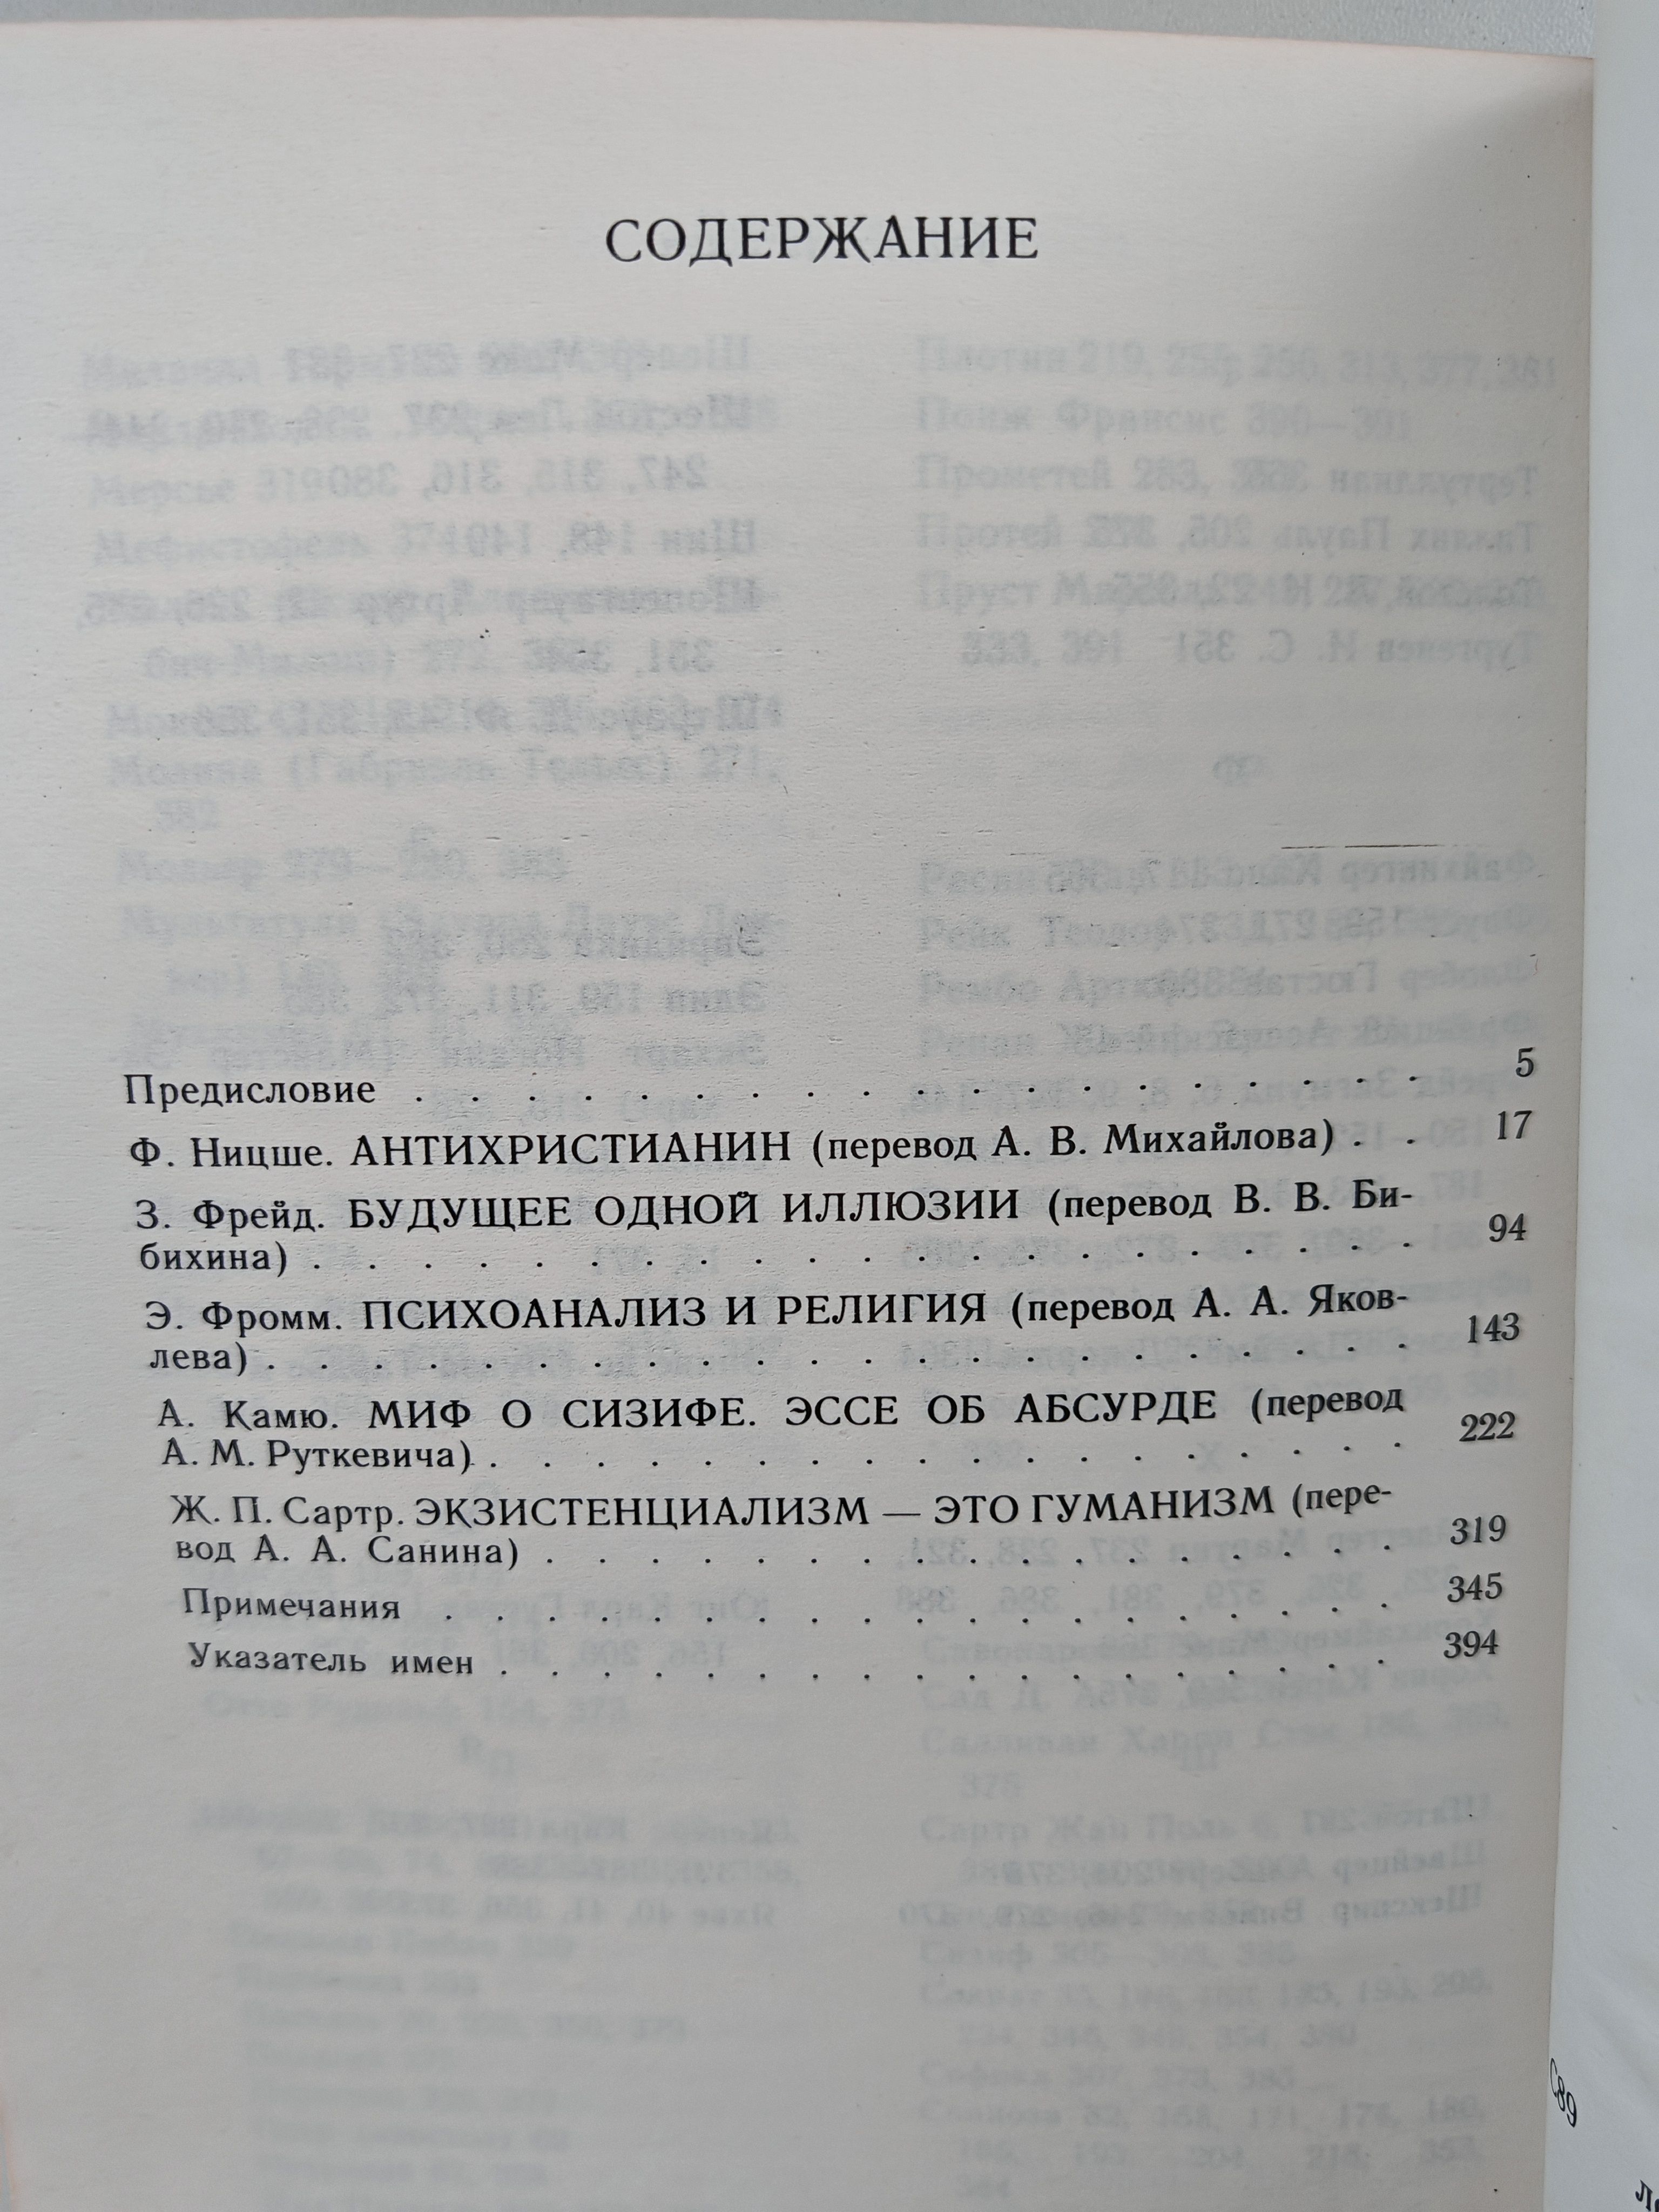 СОДЕРЖАНИЕ
Предисловие . . . . . . . . . . . . . . . . . . . 5
Ф. Ницше. АНТИХРИСТИАНИН (перевод А. В. Михайлова) . . 17
З. Фрейд. БУДУЩЕЕ ОДНОЙ ИЛЛЮЗИИ (перевод В. В. Би-
бихина) . . . . . . . . . . . . . . . . . . . . . 94
Э. Фромм. ПСИХОАНАЛИЗ И РЕЛИГИЯ (перевод А. А. Яков-
лева) . . . . . . . . . . . . . . . . . . . . . . 143
А. Камю. МИФ О СИЗИФЕ. ЭССЕ ОБ АБСУРДЕ (перевод
А. М. Руткевича) . . . . . . . . . . . . . . . . . . 222
Ж. П. Сартр. ЭКЗИСТЕНЦИАЛИЗМ — ЭТО ГУМАНИЗМ (пере-
вод А. А. Санина) . . . . . . . . . . . . . . . . 319
Примечания . . . . . . . . . . . . . . . . . . 345
Указатель имен . . . . . . . . . . . . . . . . . 394
С89